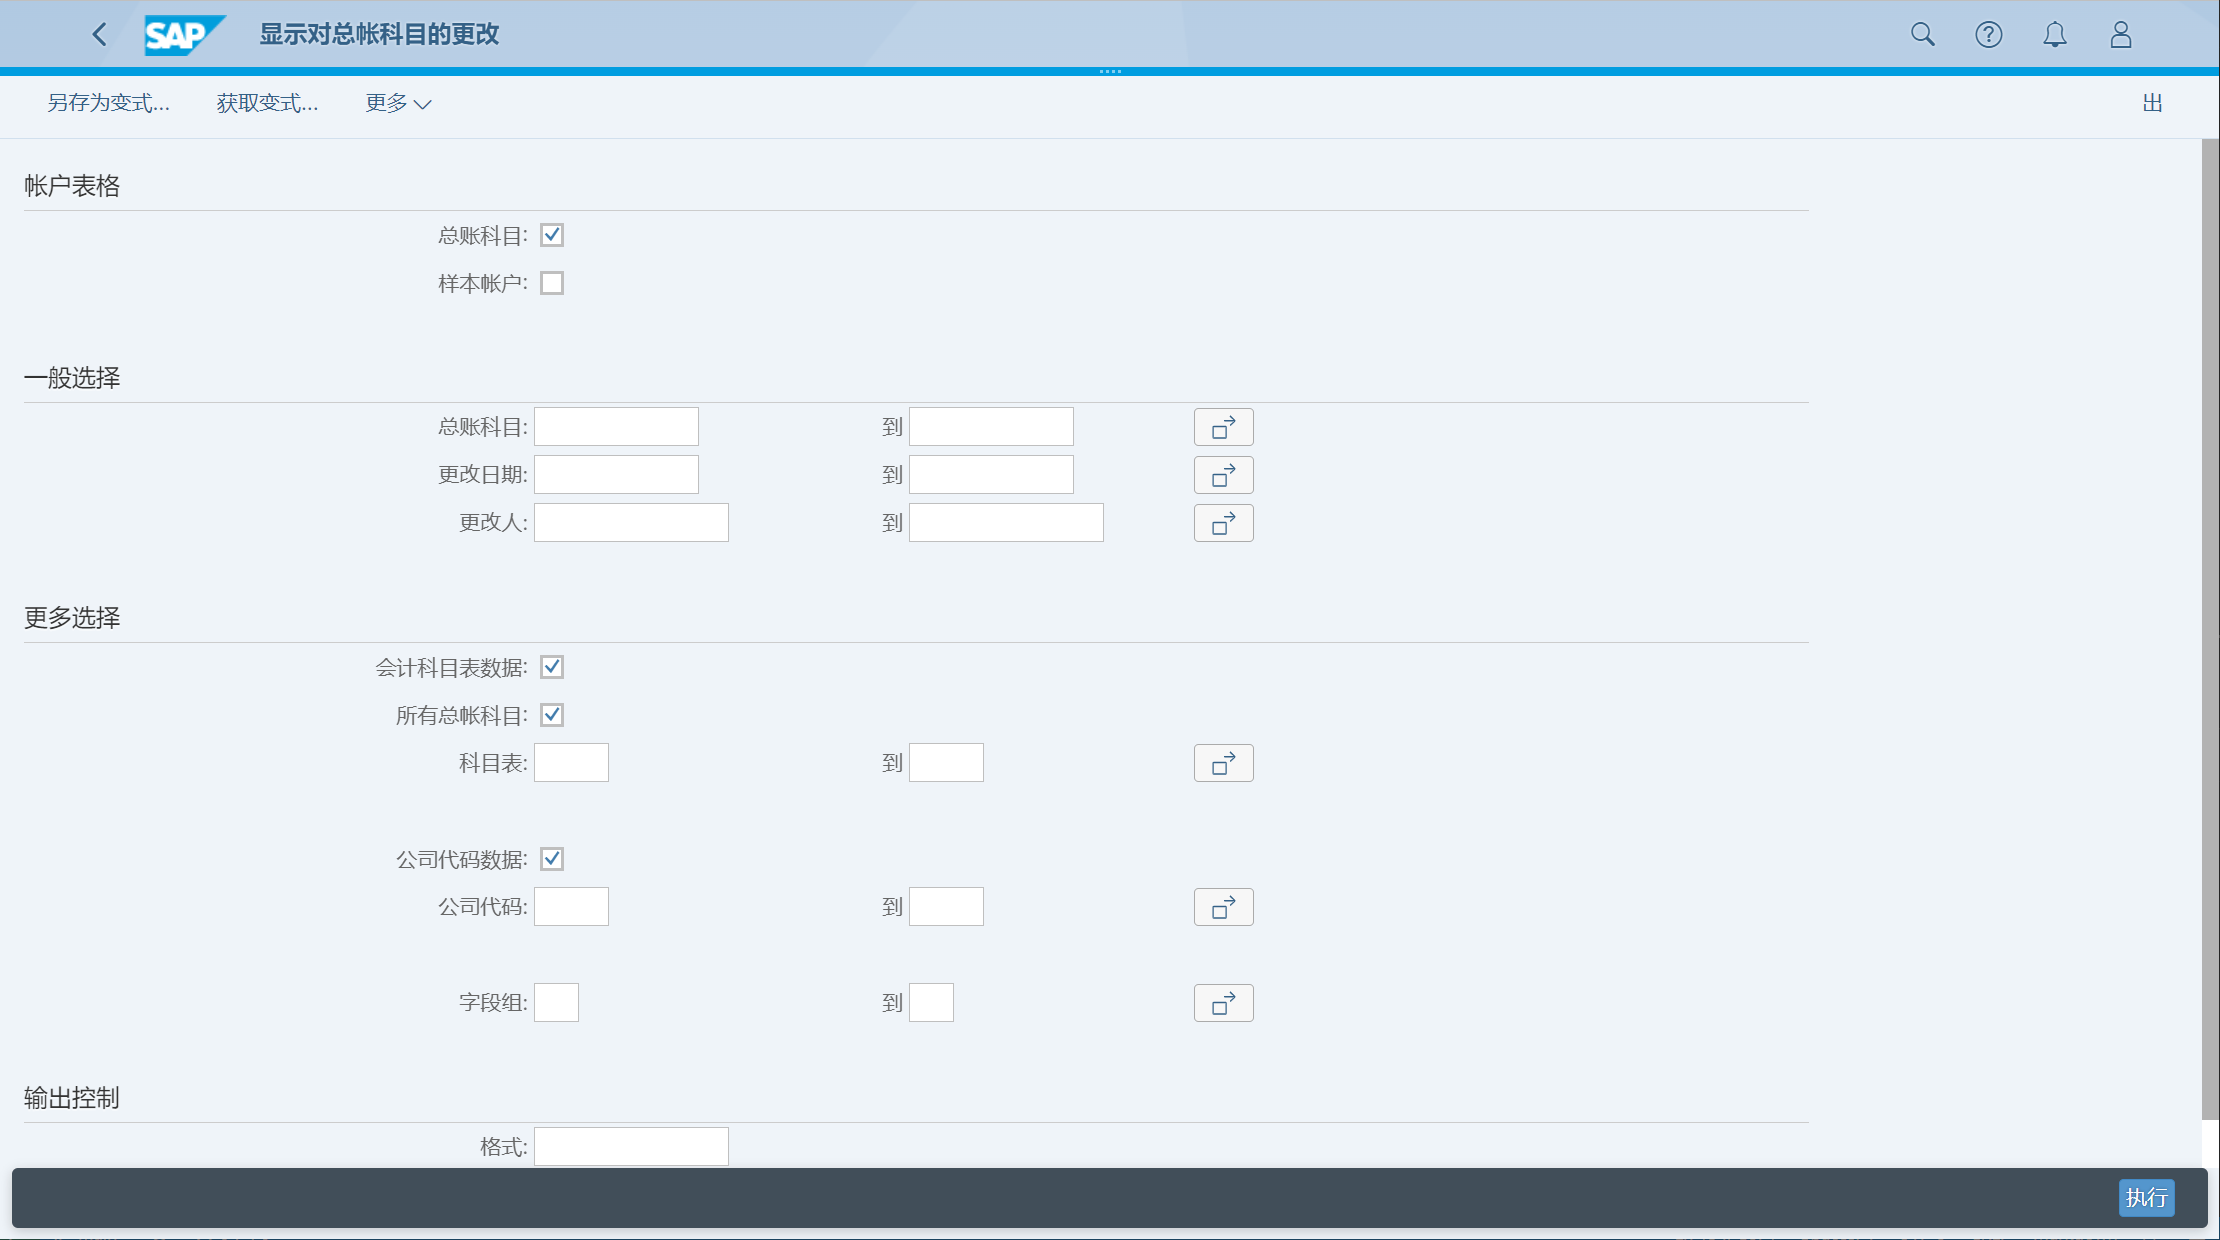 SAP 显示对总帐科目的更改
另存为变式... 获取变式... 更多 出
帐户表格
总账科目:
样本帐户:
一般选择
总账科目: 到
更改日期: 到
更改人: 到
更多选择
会计科目表数据:
所有总帐科目:
科目表: 到
公司代码数据:
公司代码: 到
字段组: 到
输出控制
格式:
执行